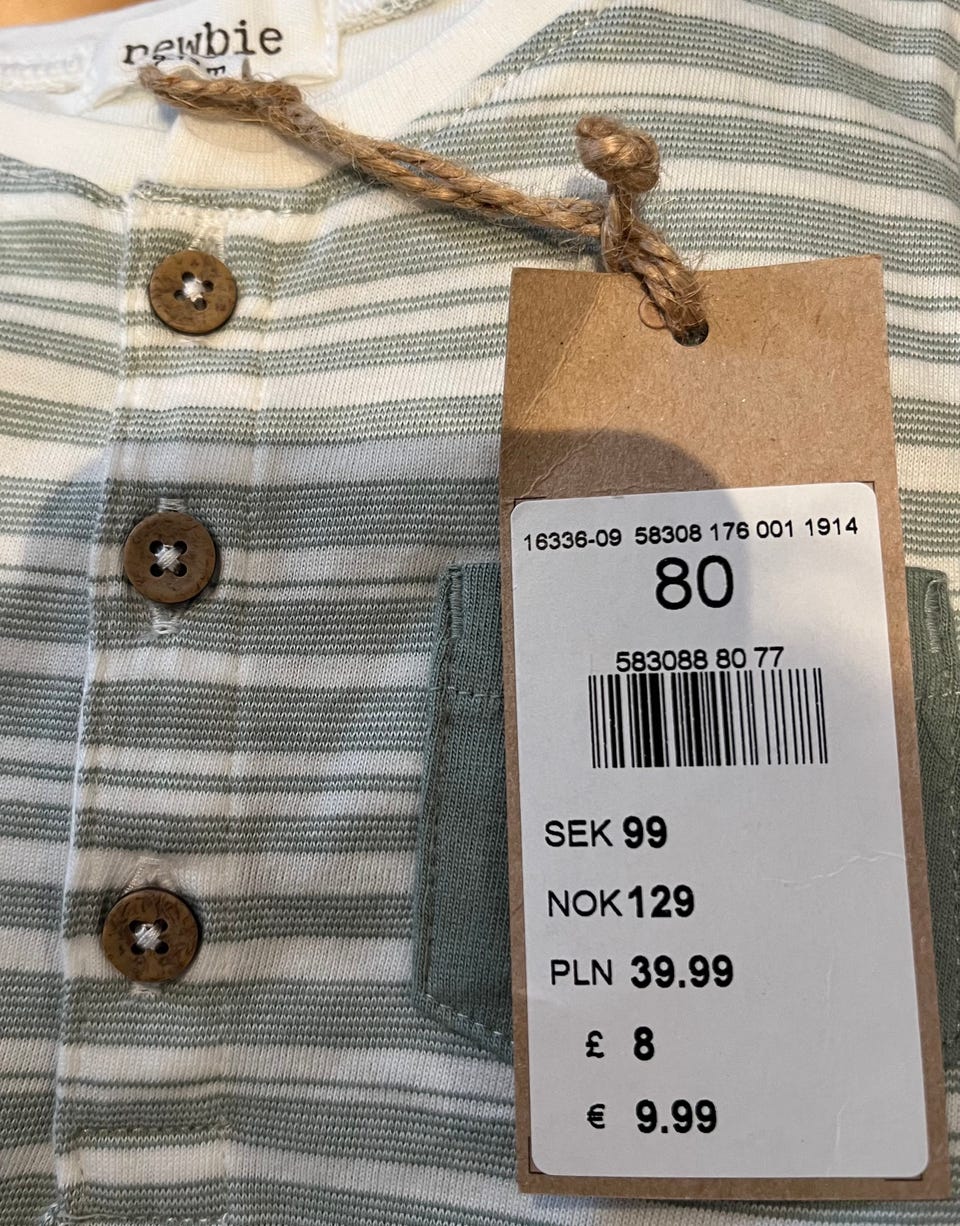 newbie
16336-09 58308 176 001 1914
80
583088 80 77
SEK 99
NOK 129
PLN 39.99
£ 8
€ 9.99